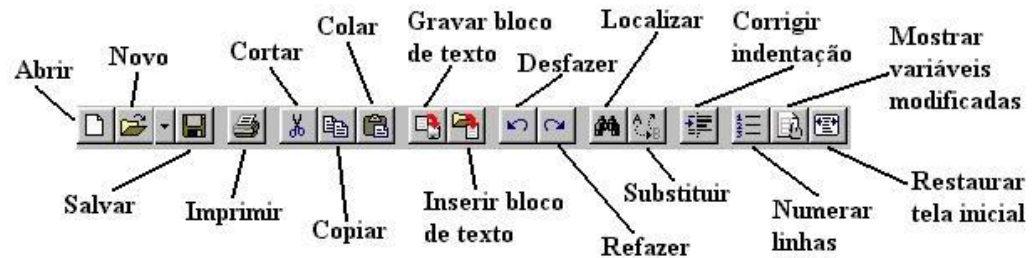 Abrir
Novo
Cortar
Colar
Gravar bloco
de texto
Desfazer
Localizar
Corrigir
indentação
Mostrar
variáveis
modificadas
Salvar
Imprimir
Copiar
Inserir bloco
de texto
Refazer
Substituir
Numerar
linhas
Restaurar
tela inicial